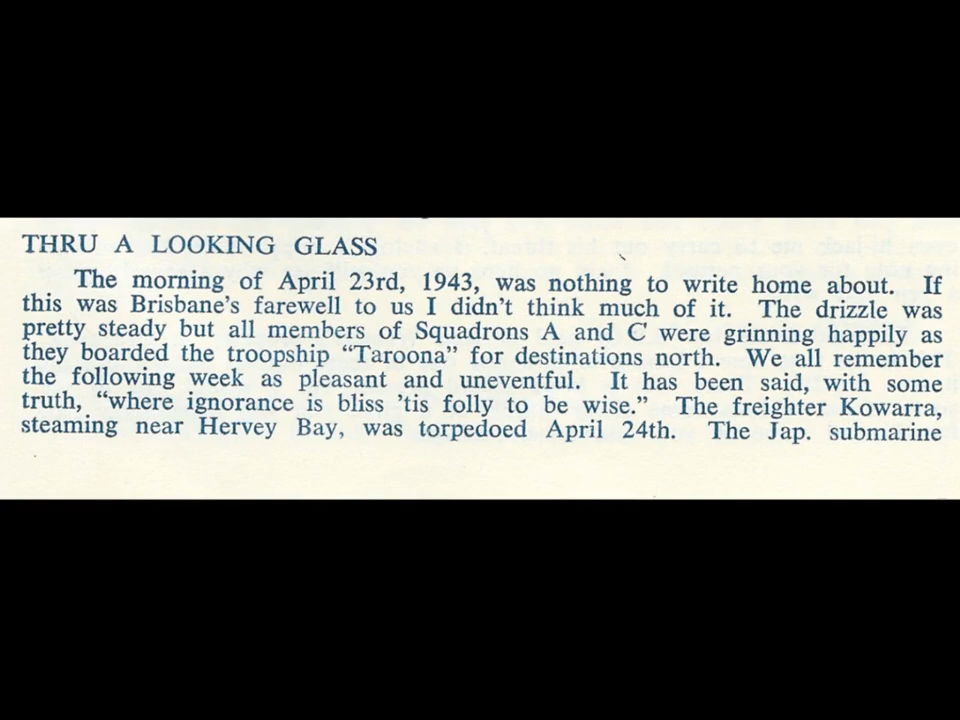 THRU A LOOKING GLASS
The morning of April 23rd, 1943, was nothing to write home about. If
this was Brisbane's farewell to us I didn't think much of it. The drizzle was
pretty steady but all members of Squadrons A and C were grinning happily as
they boarded the troopship “Taroona” for destinations north. We all remember
the following week as pleasant and uneventful. It has been said, with some
truth, “where ignorance is bliss 'tis folly to be wise.” The freighter Kowarra,
steaming near Hervey Bay, was torpedoed April 24th. The Jap. submarine